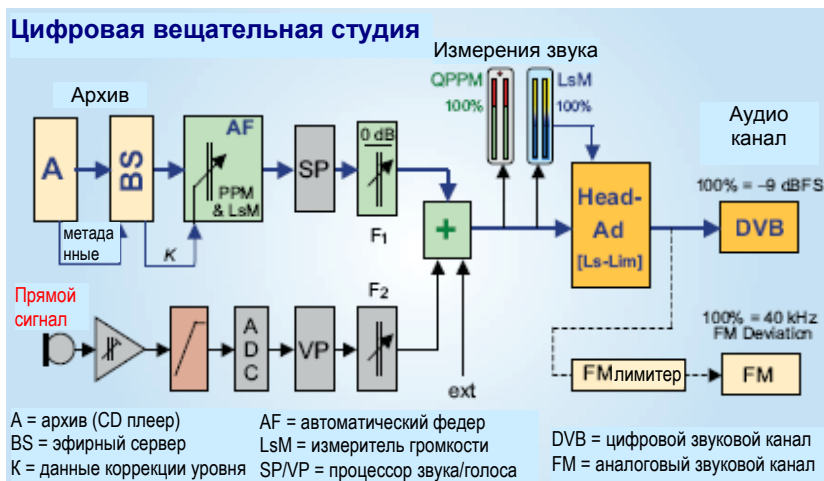 Цифровая вещательная студия
Измерения звука
QPPM
100%
LsM
100%
Архив
Аудио
канал
A
BS
AF
PPM
& LsM
SP
0 dB
F1
метада
нные
К
+
Head-
Ad
[Ls-Lim]
100% = –9 dBFS
DVB
Прямой
сигнал
A
D
C
VP
F2
ext
100% = 40 kHz
FM Deviation
FM лимитер
FM
A = архив (CD плеер)
BS = эфирный сервер
К = данные коррекции уровня
AF = автоматический федер
LsM = измеритель громкости
SP/VP = процессор звука/голоса
DVB = цифровой звуковой канал
FM = аналоговый звуковой канал